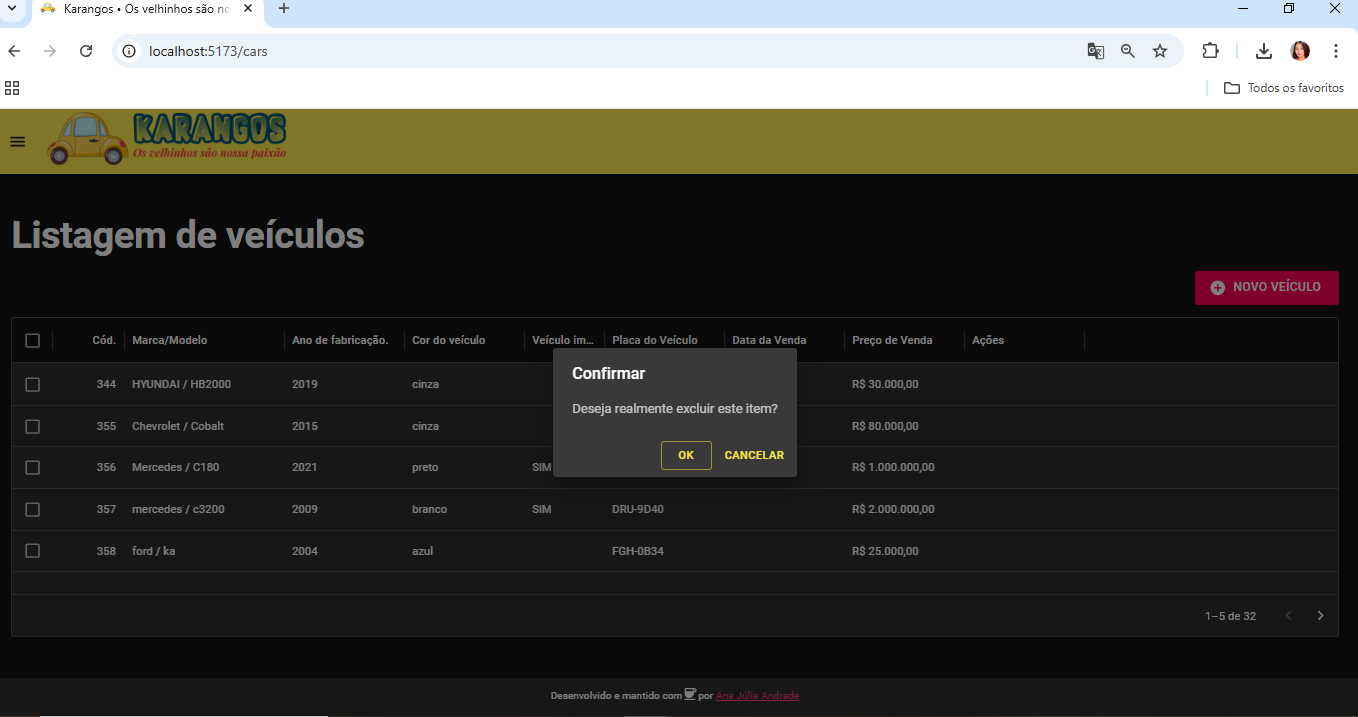 Karangos • Os velhinhos são no
localhost:5173/cars
Todos os favoritos
KARANGOS
Os velhinhos são nossa paixão
Listagem de veículos
NOVO VEÍCULO
Cód. Marca/Modelo Ano de fabricação. Cor do veículo Veículo im... Placa do Veículo Data da Venda Preço de Venda Ações
344 HYUNDAI / HB2000 2019 cinza R$ 30.000,00
355 Chevrolet / Cobalt 2015 cinza R$ 80.000,00
356 Mercedes / C180 2021 preto SIM R$ 1.000.000,00
357 mercedes / c3200 2009 branco SIM DRU-9D40 R$ 2.000.000,00
358 ford / ka 2004 azul FGH-0B34 R$ 25.000,00
Confirmar
Deseja realmente excluir este item?
OK CANCELAR
1–5 de 32
Desenvolvido e mantido com por Ana Júlia Andrade